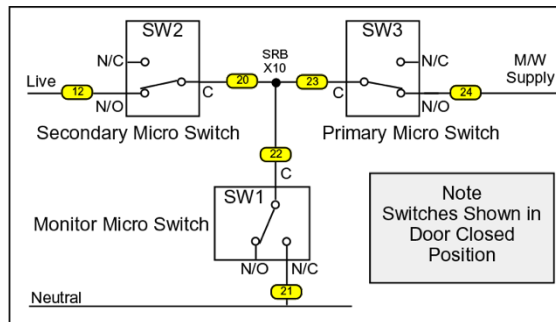 SW2
SW3
N/C
SRB
X10
N/C
M/W
Supply
Live
12
N/O
C
20
23
C
N/O
24
Secondary Micro Switch
Primary Micro Switch
22
C
SW1
Monitor Micro Switch
N/O
N/C
21
Neutral
Note
Switches Shown in
Door Closed
Position